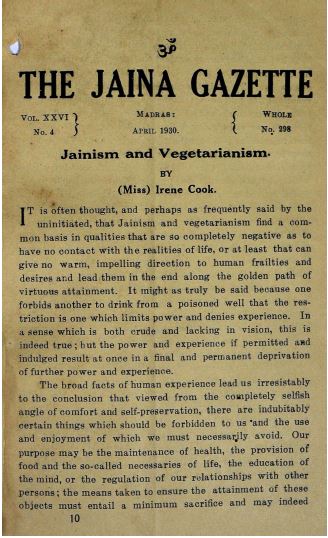 ॐ
THE JAINA GAZETTE
VOL. XXVI } MADRAS: { WHOLE
No. 4 APRIL 1930. No. 298
Jainism and Vegetarianism.
BY
(Miss) Irene Cook.
IT is often thought, and perhaps as frequently said by the
uninitiated, that Jainism and vegetarianism find a com-
mon basis in qualities that are so completely negative as to
have no contact with the realities of life, or at least that can
give no warm, impelling direction to human frailties and
desires and lead them in the end along the golden path of
virtuous attainment. It might as truly be said because one
forbids another to drink from a poisoned well that the res-
triction is one which limits power and denies experience. In
a sense which is both crude and lacking in vision, this is
indeed true; but the power and experience if permitted and
indulged result at once in a final and permanent deprivation
of further power and experience.
The broad facts of human experience lead us irresistably
to the conclusion that viewed from the completely selfish
angle of comfort and self-preservation, there are indubitably
certain things which should be forbidden to us and the use
and enjoyment of which we must necessarily avoid. Our
purpose may be the maintenance of health, the provision of
food and the so-called necessaries of life, the education of
the mind, or the regulation of our relationships with other
persons; the means taken to ensure the attainment of these
objects must entail a minimum sacrifice and may indeed
10